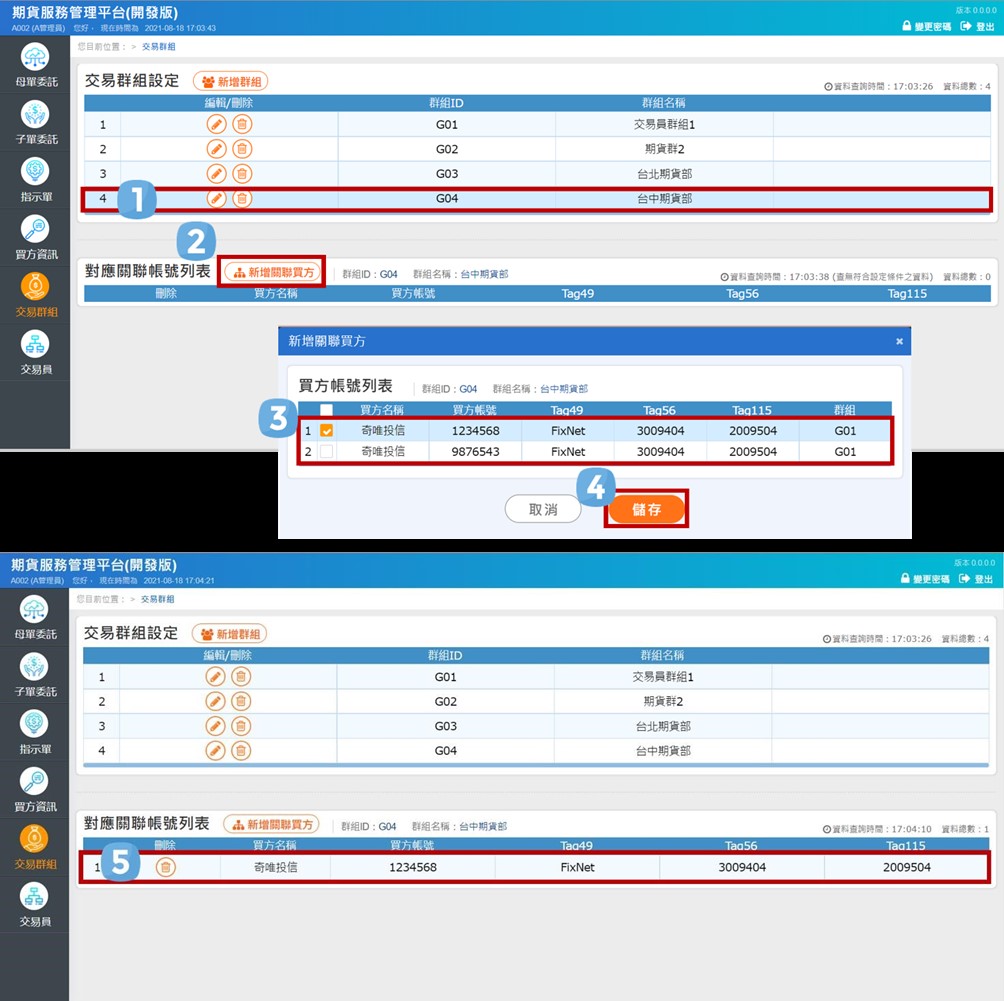 期貨服務管理平台(開發版)
版本 0.0.0.0
A002 (A管理員) 您好， 現在時間為 2021-08-18 17:03:43
變更密碼 登出
您目前位置： > 交易群組
母單委託
子單委託
指示單
買方資訊
交易群組
交易員
交易群組設定 新增群組
資料查詢時間：17:03:26 資料總數：4
編輯/刪除 群組ID 群組名稱
1 G01 交易員群組1
2 G02 期貨群2
3 G03 台北期貨部
4 G04 台中期貨部
1
2
對應關聯帳號列表 新增關聯買方 群組ID：G04 群組名稱：台中期貨部
資料查詢時間：17:03:38 (查無符合設定條件之資料) 資料總數：0
刪除 買方名稱 買方帳號 Tag49 Tag56 Tag115
新增關聯買方 ×
買方帳號列表 群組ID：G04 群組名稱：台中期貨部
3
買方名稱 買方帳號 Tag49 Tag56 Tag115 群組
1 奇唯投信 1234568 FixNet 3009404 2009504 G01
2 奇唯投信 9876543 FixNet 3009404 2009504 G01
4
取消 儲存
期貨服務管理平台(開發版)
版本 0.0.0.0
A002 (A管理員) 您好， 現在時間為 2021-08-18 17:04:21
變更密碼 登出
您目前位置： > 交易群組
母單委託
子單委託
指示單
買方資訊
交易群組
交易員
交易群組設定 新增群組
資料查詢時間：17:03:26 資料總數：4
編輯/刪除 群組ID 群組名稱
1 G01 交易員群組1
2 G02 期貨群2
3 G03 台北期貨部
4 G04 台中期貨部
對應關聯帳號列表 新增關聯買方 群組ID：G04 群組名稱：台中期貨部
資料查詢時間：17:04:10 資料總數：1
刪除 買方名稱 買方帳號 Tag49 Tag56 Tag115
1 奇唯投信 1234568 FixNet 3009404 2009504
5